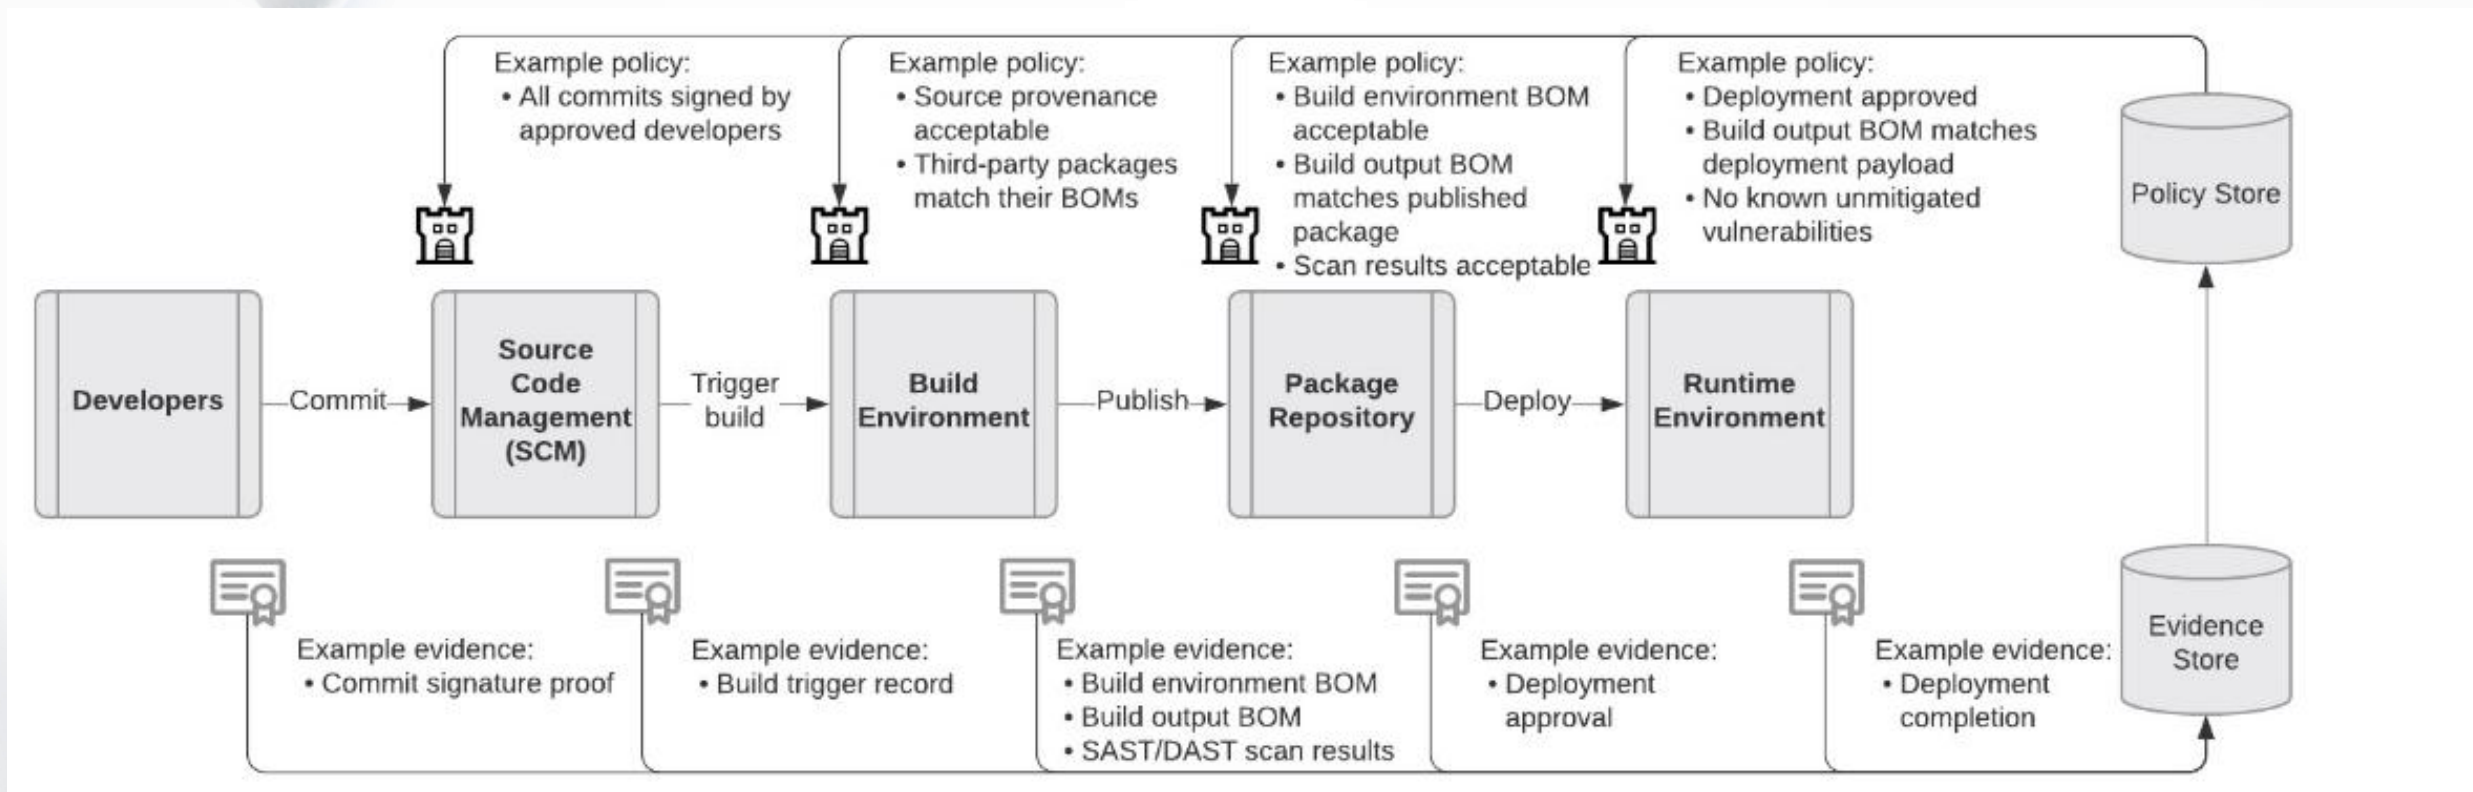 Example policy:
• All commits signed by
approved developers
Example policy:
• Source provenance
acceptable
• Third-party packages
match their BOMs
Example policy:
• Build environment BOM
acceptable
• Build output BOM
matches published
package
• Scan results acceptable
Example policy:
• Deployment approved
• Build output BOM matches
deployment payload
• No known unmitigated
vulnerabilities
Policy Store
Developers
Commit
Source
Code
Management
(SCM)
Trigger
build
Build
Environment
Publish
Package
Repository
Deploy
Runtime
Environment
Example evidence:
• Commit signature proof
Example evidence:
• Build trigger record
Example evidence:
• Build environment BOM
• Build output BOM
• SAST/DAST scan results
Example evidence:
• Deployment
approval
Example evidence:
• Deployment
completion
Evidence
Store